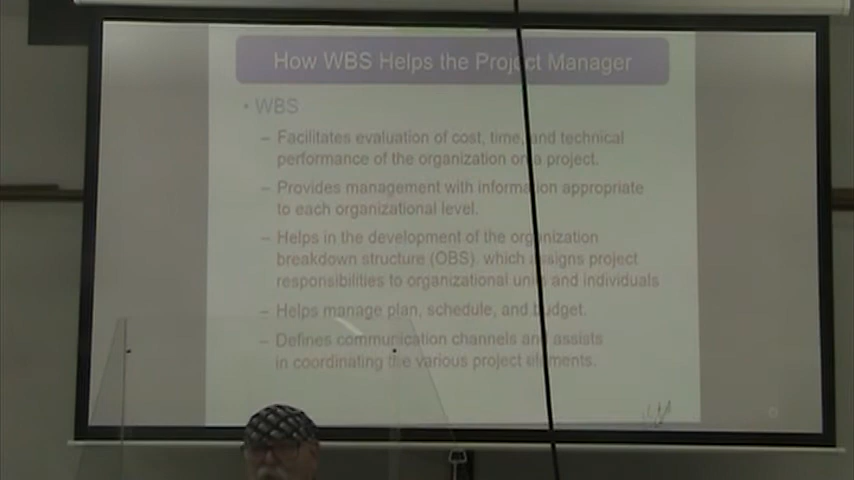 How WBS Helps the Project Manager
• WBS
– Facilitates evaluation of cost, time, and technical
performance of the organization on a project.
– Provides management with information appropriate
to each organizational level.
– Helps in the development of the organization
breakdown structure (OBS). which assigns project
responsibilities to organizational units and individuals
– Helps manage plan, schedule, and budget.
– Defines communication channels and assists
in coordinating the various project elements.